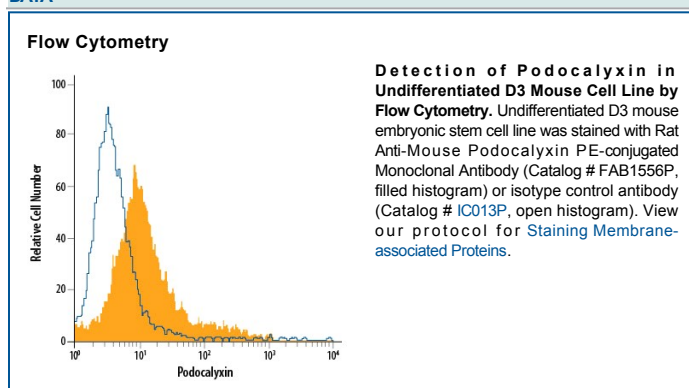 DATA
Flow Cytometry
Detection of Podocalyxin in
Undifferentiated D3 Mouse Cell Line by
Flow Cytometry. Undifferentiated D3 mouse
embryonic stem cell line was stained with Rat
Anti-Mouse Podocalyxin PE-conjugated
Monoclonal Antibody (Catalog # FAB1556P,
filled histogram) or isotype control antibody
(Catalog # IC013P, open histogram). View
our protocol for Staining Membrane-
associated Proteins.
Relative Cell Number
100
80
60
40
20
0
10⁰ 10¹ 10² 10³ 10⁴
Podocalyxin